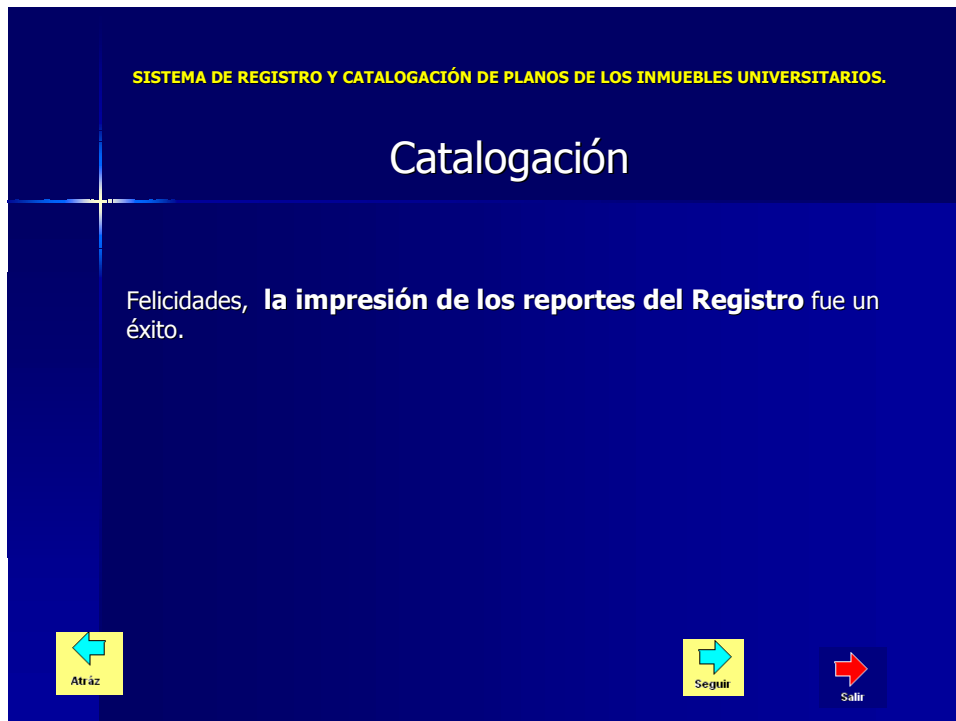 SISTEMA DE REGISTRO Y CATALOGACIÓN DE PLANOS DE LOS INMUEBLES UNIVERSITARIOS.
Catalogación
Felicidades, la impresión de los reportes del Registro fue un
éxito.
Atráz
Seguir
Salir